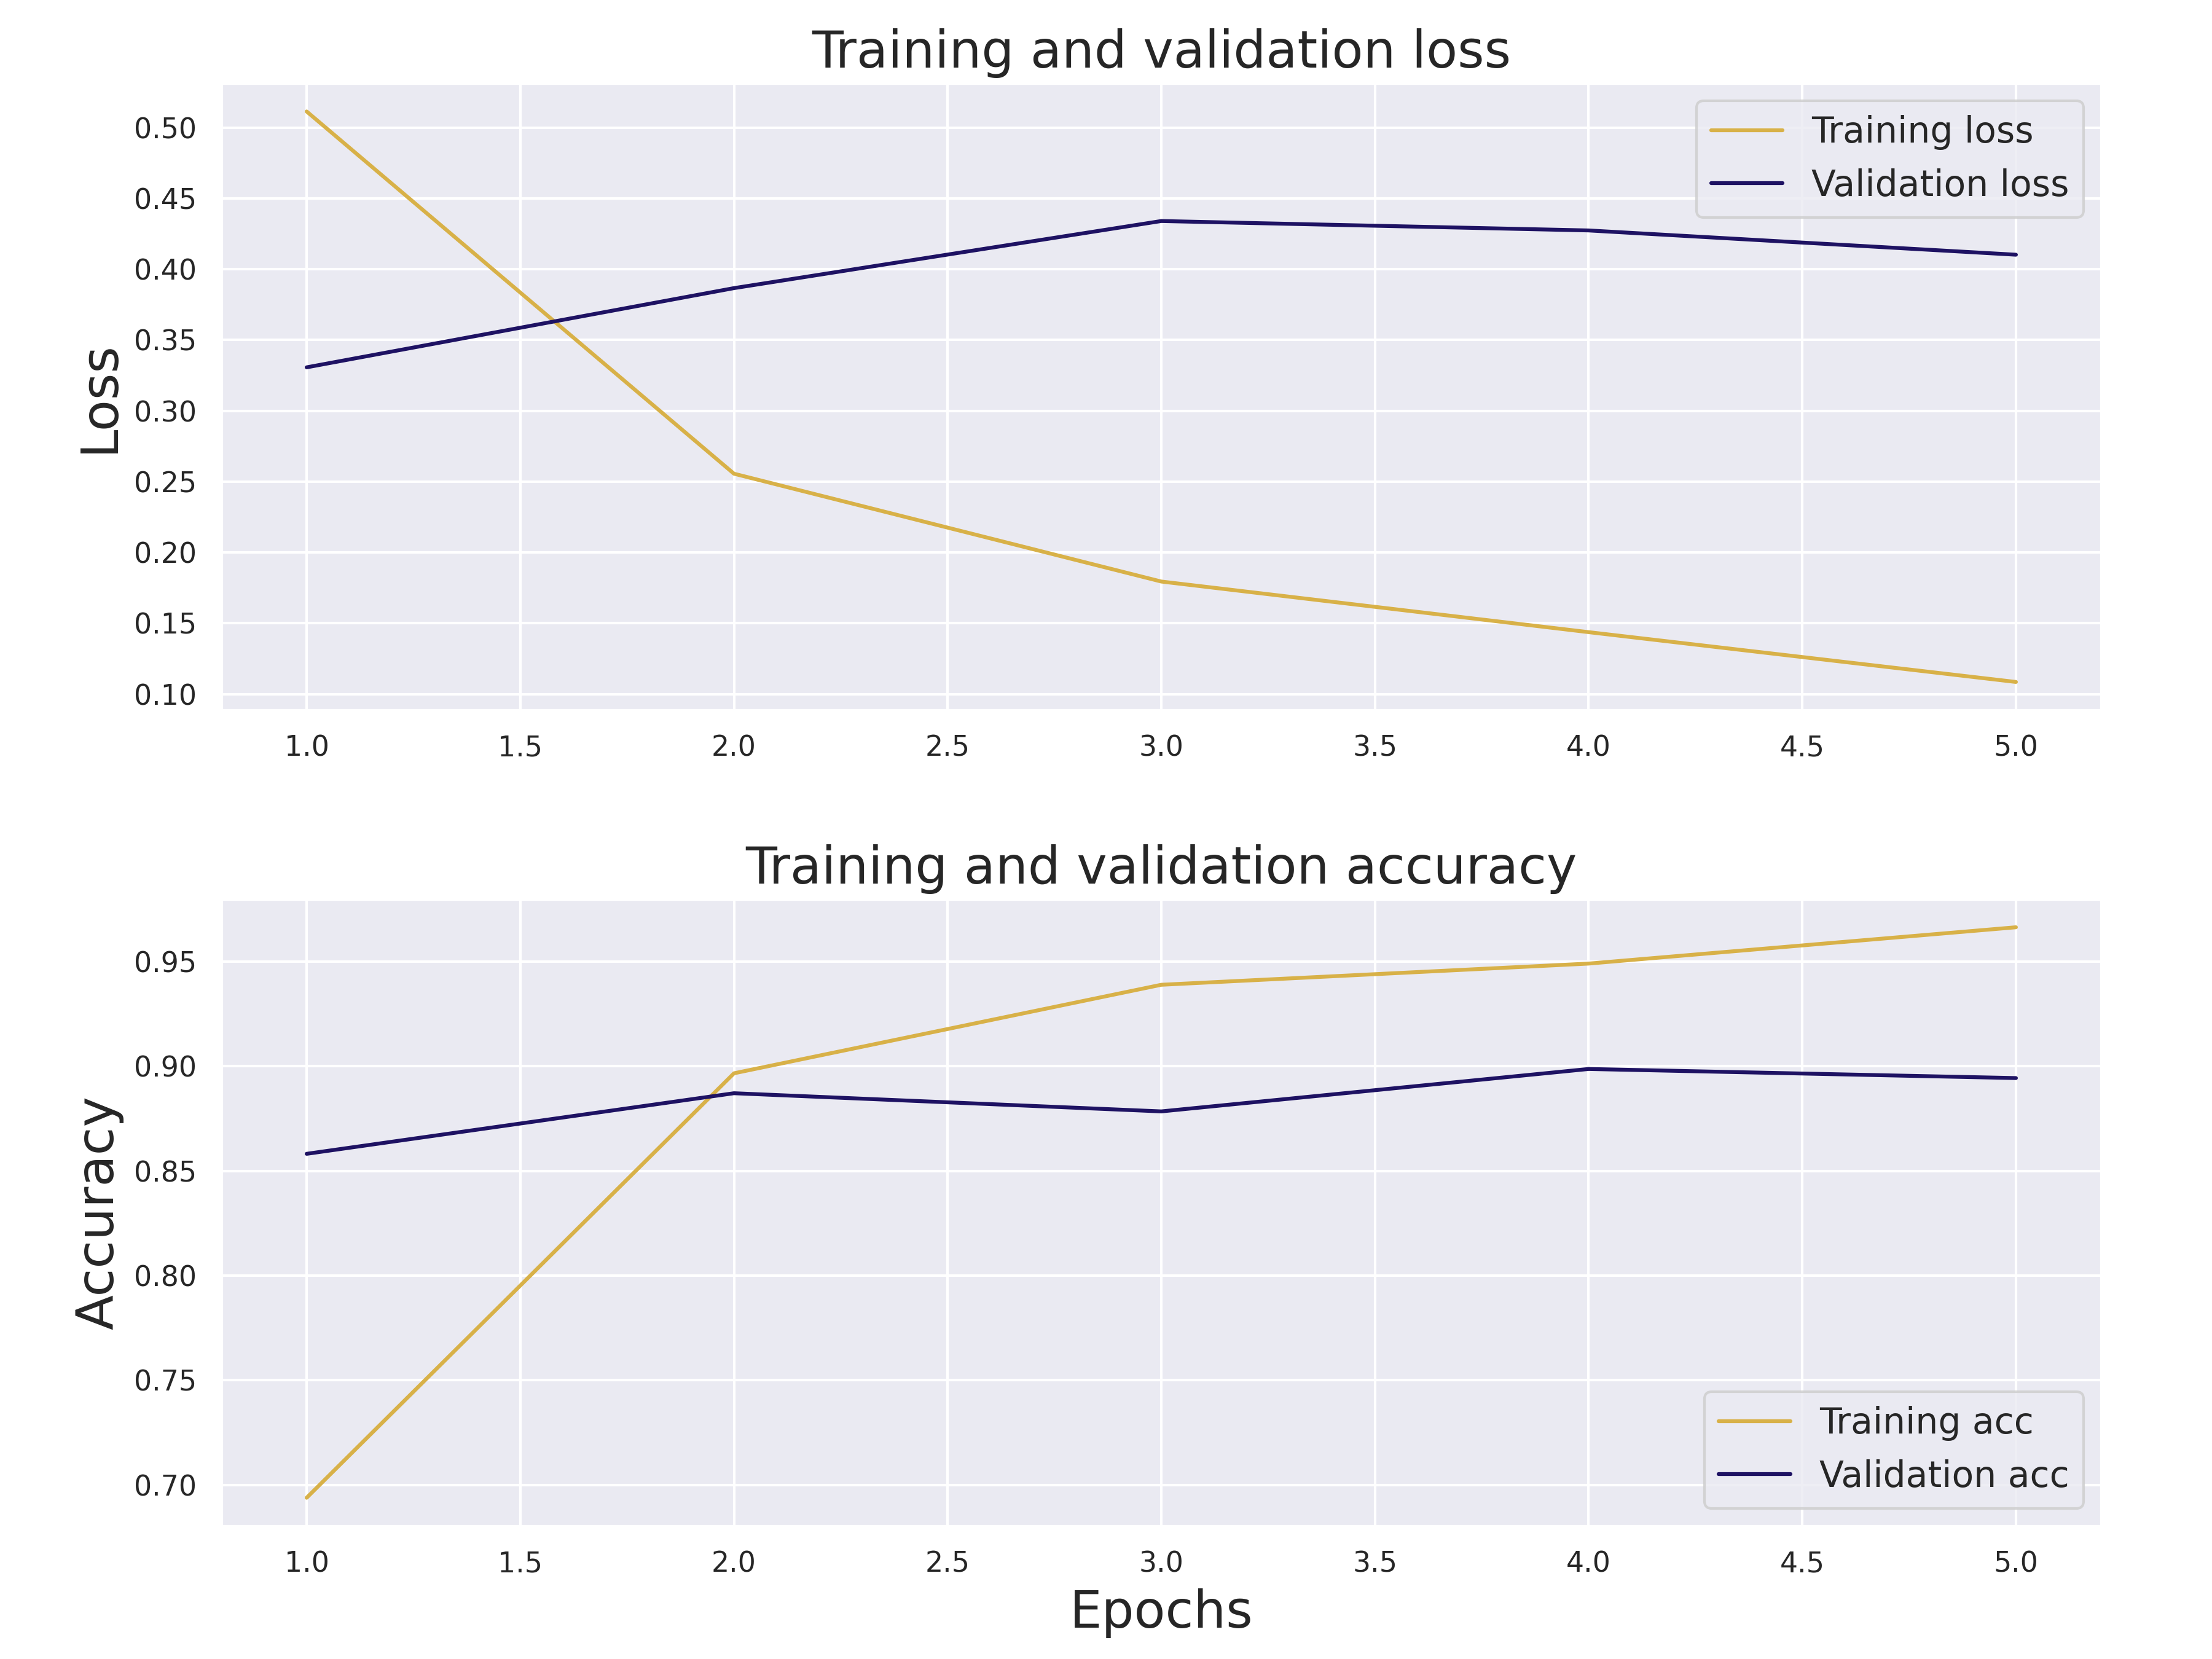 Training and validation loss
0.50
0.45
0.40
0.35
0.30
0.25
0.20
0.15
0.10
Loss
Training loss
Validation loss
1.0 1.5 2.0 2.5 3.0 3.5 4.0 4.5 5.0
Training and validation accuracy
0.95
0.90
0.85
0.80
0.75
0.70
Accuracy
Training acc
Validation acc
1.0 1.5 2.0 2.5 3.0 3.5 4.0 4.5 5.0
Epochs